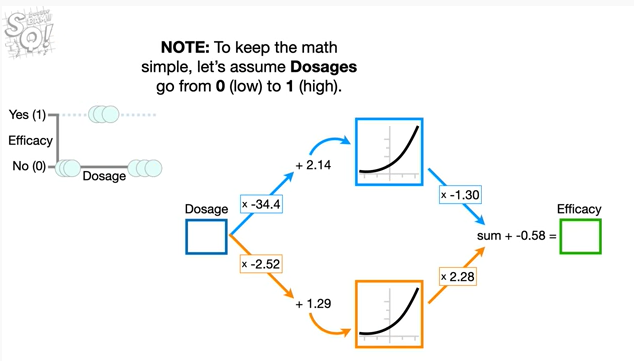 SQ!
NOTE: To keep the math
simple, let's assume Dosages
go from 0 (low) to 1 (high).
Yes (1)
Efficacy
No (0)
Dosage
+ 2.14
x -34.4
x -1.30
Dosage
Efficacy
sum + -0.58 =
x -2.52
x 2.28
+ 1.29